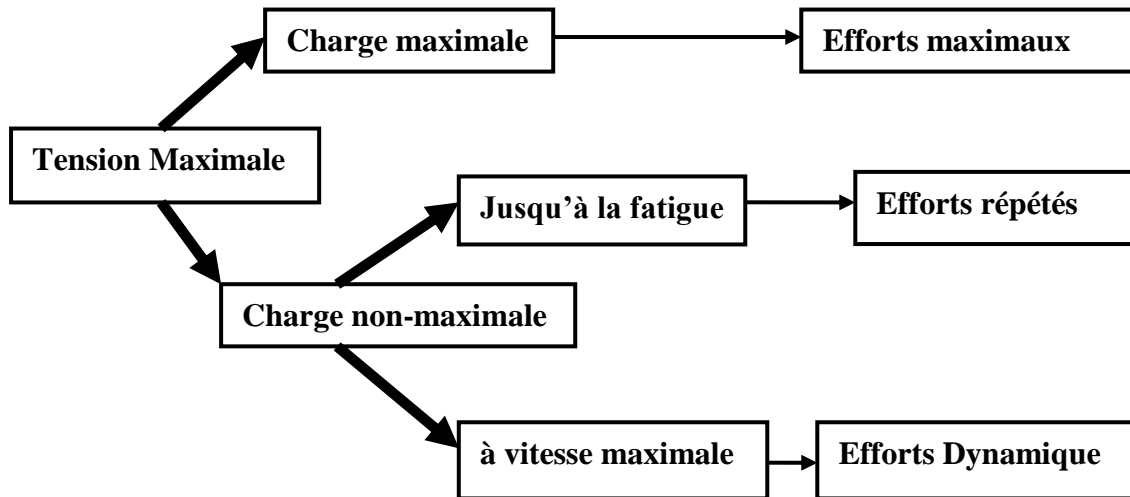 Charge maximale
Efforts maximaux
Tension Maximale
Jusqu’à la fatigue
Efforts répétés
Charge non-maximale
à vitesse maximale
Efforts Dynamique